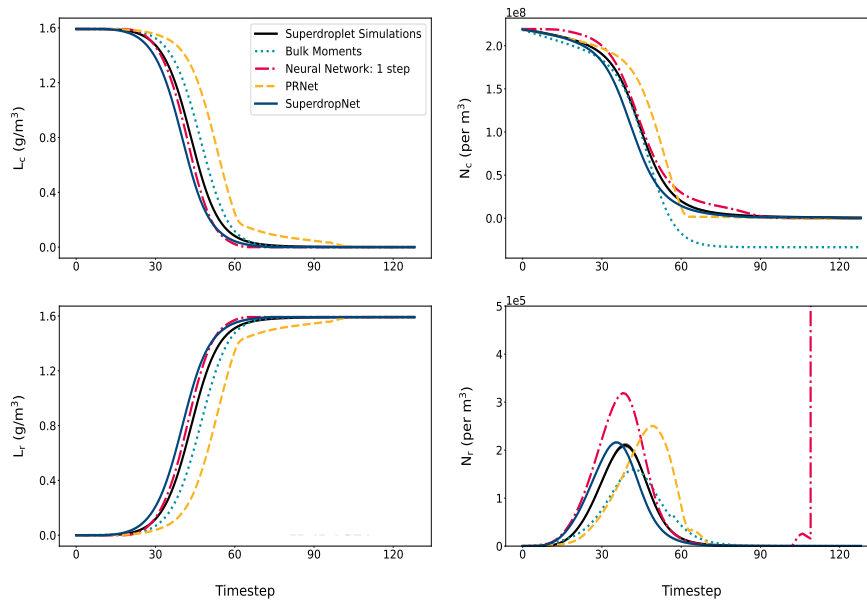 1.6
1.2
0.8
0.4
0.0
L_c (g/m³)
0 30 60 90 120
Superdroplet Simulations
Bulk Moments
Neural Network: 1 step
PRNet
SuperdropNet
1e8
2.0
1.5
1.0
0.5
0.0
N_c (per m³)
0 30 60 90 120
1.6
1.2
0.8
0.4
0.0
L_r (g/m³)
0 30 60 90 120
Timestep
1e5
5
4
3
2
1
0
N_r (per m³)
0 30 60 90 120
Timestep